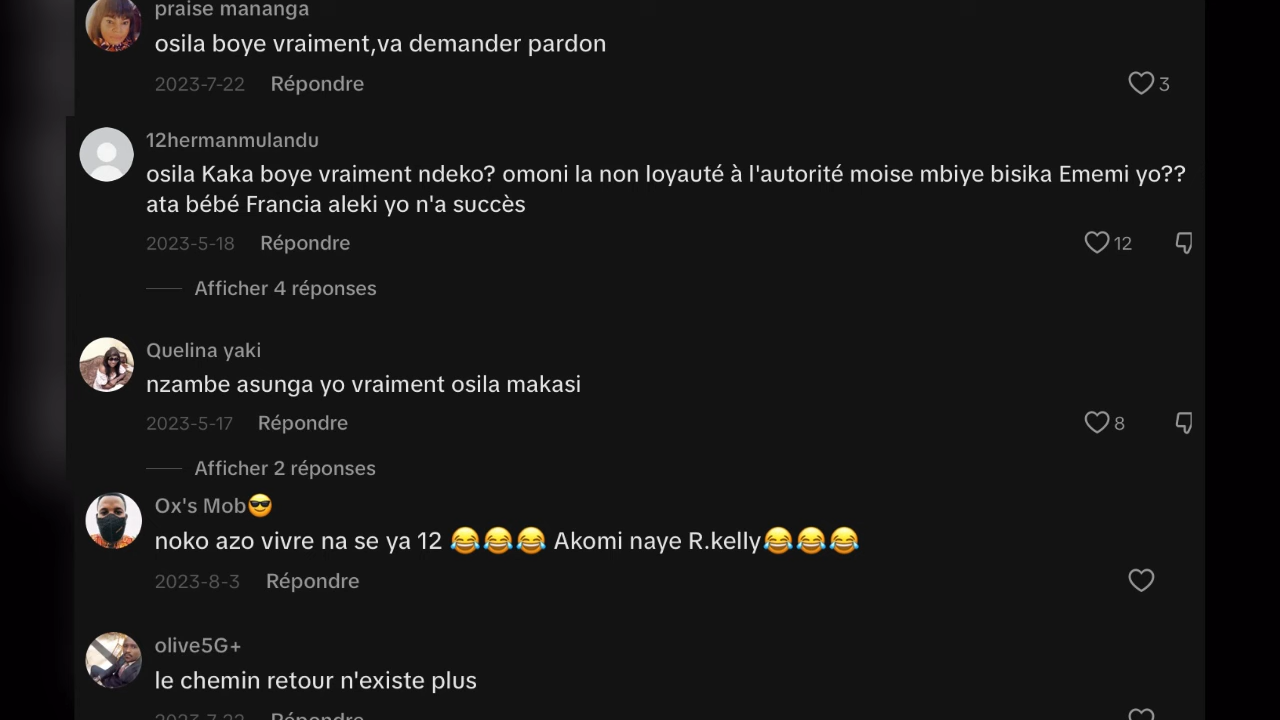 praise mananga
osila boye vraiment,va demander pardon
2023-7-22 Répondre 3
12hermanmulandu
osila Kaka boye vraiment ndeko? omoni la non loyauté à l'autorité moise mbiye bisika Ememi yo??
ata bébé Francia aleki yo n'a succès
2023-5-18 Répondre 12
Afficher 4 réponses
Quelina yaki
nzambe asunga yo vraiment osila makasi
2023-5-17 Répondre 8
Afficher 2 réponses
Ox's Mob😎
noko azo vivre na se ya 12 😂😂😂 Akomi naye R.kelly😂😂😂
2023-8-3 Répondre
olive5G+
le chemin retour n'existe plus
2023-7-22 Répondre